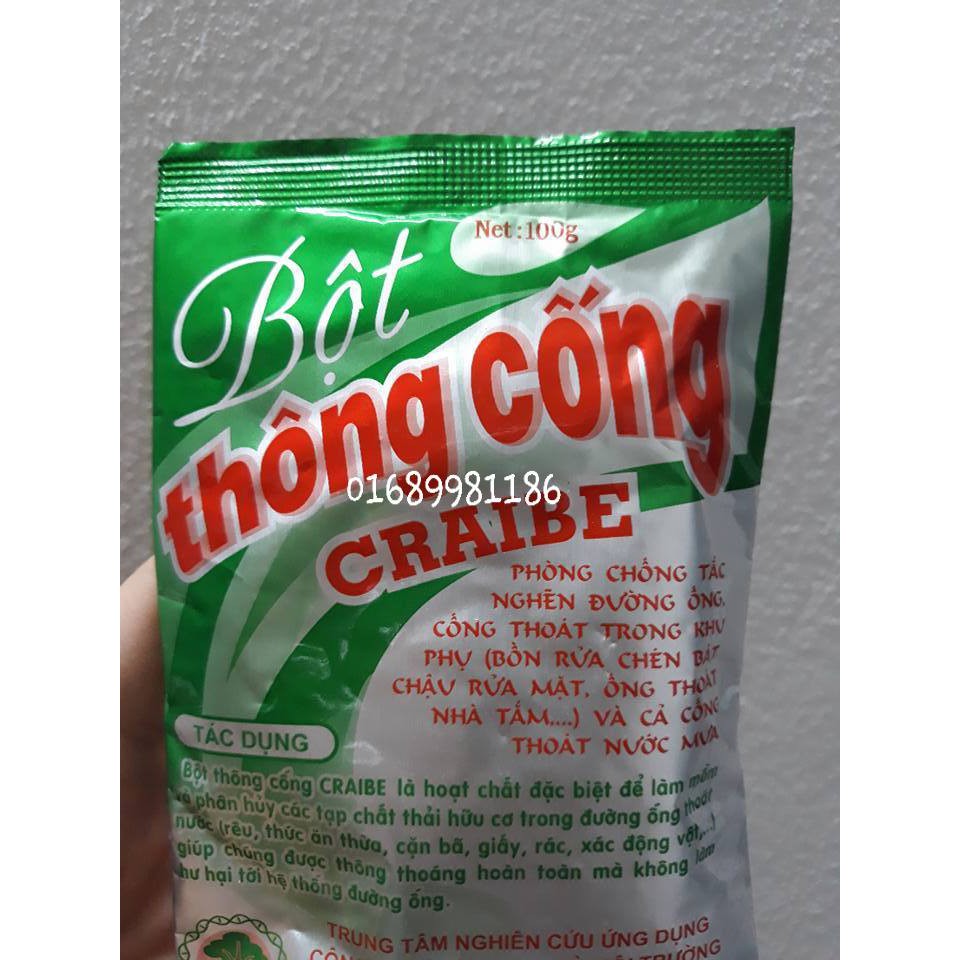 Net:100g
Bột
thông cống
01689981186
CRAIBE
PHÒNG CHỐNG TẮC
NGHẼN ĐƯỜNG ỐNG,
CỐNG THOÁT TRONG KHU
PHỤ (BỒN RỬA CHÉN BÁT
CHẬU RỬA MẶT, ỐNG THOÁT
NHÀ TẮM,...) VÀ CẢ CỐNG
THOÁT NƯỚC MƯA
TÁC DỤNG
Bột thông cống CRAIBE là hoạt chất đặc biệt để làm mềm
và phân hủy các tạp chất thải hữu cơ trong đường ống thoát
nước (rêu, thức ăn thừa, cặn bã, giấy, rác, xác động vật,...)
giúp chúng được thông thoáng hoàn toàn mà không làm
hư hại tới hệ thống đường ống.
TRUNG TÂM NGHIÊN CỨU ỨNG DỤNG
TRƯỜNG